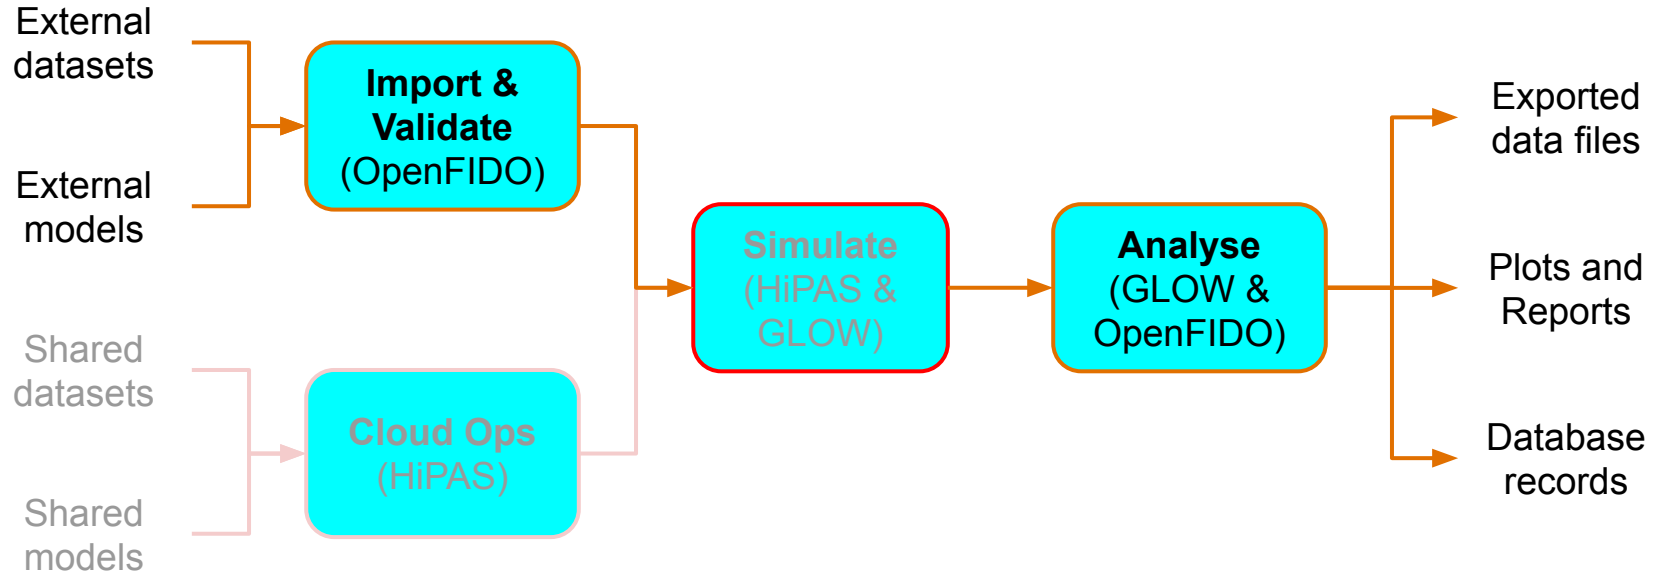 External
datasets
External
models
Shared
datasets
Shared
models
Import &
Validate
(OpenFIDO)
Cloud Ops
(HiPAS)
Simulate
(HiPAS &
GLOW)
Analyse
(GLOW &
OpenFIDO)
Exported
data files
Plots and
Reports
Database
records